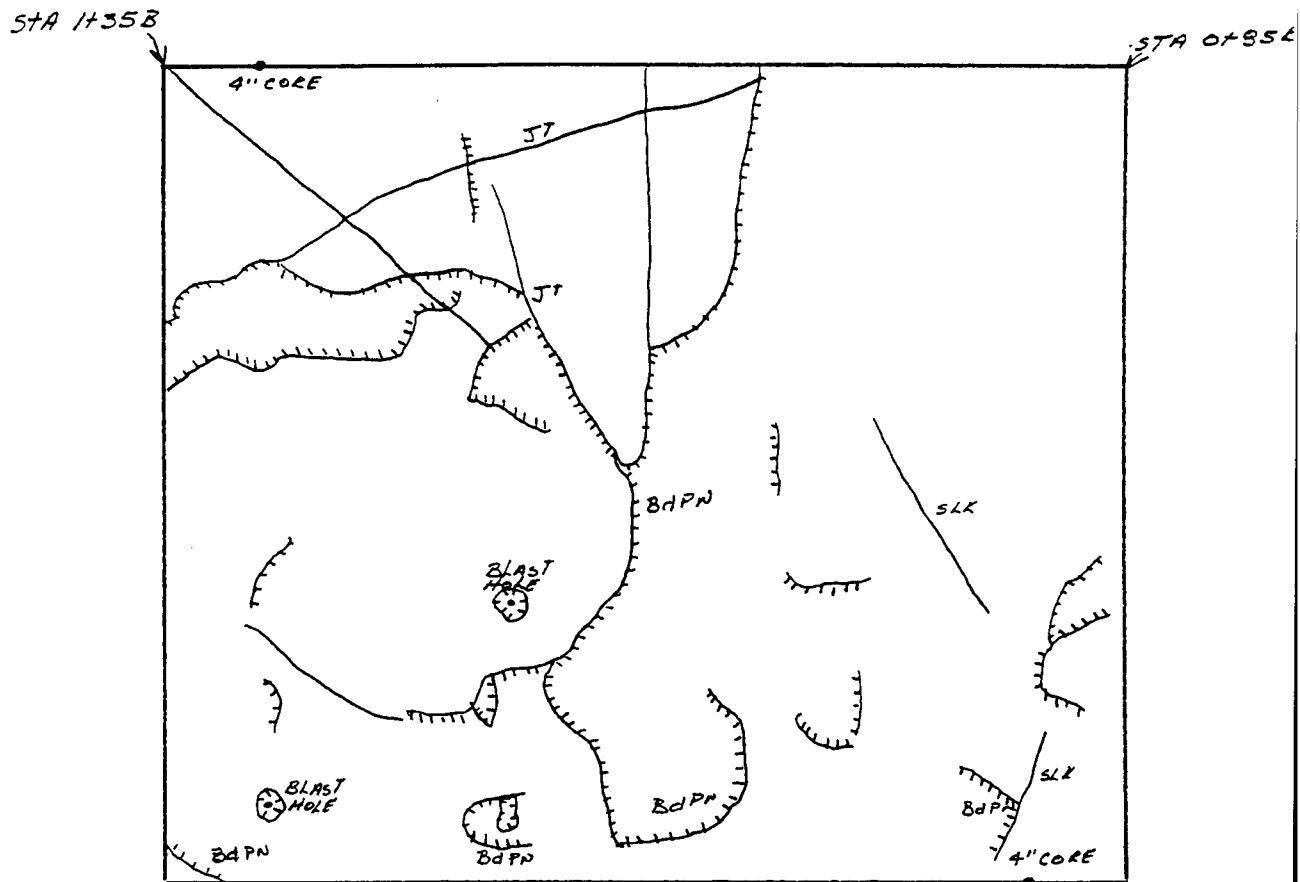 STA 1+35B
STA 0+95L
4" CORE
JT
JT
BdPN
SLK
BLAST
HOLE
SLK
BLAST
HOLE
BdPN
BdPN
BdPN
BdPN
4" CORE